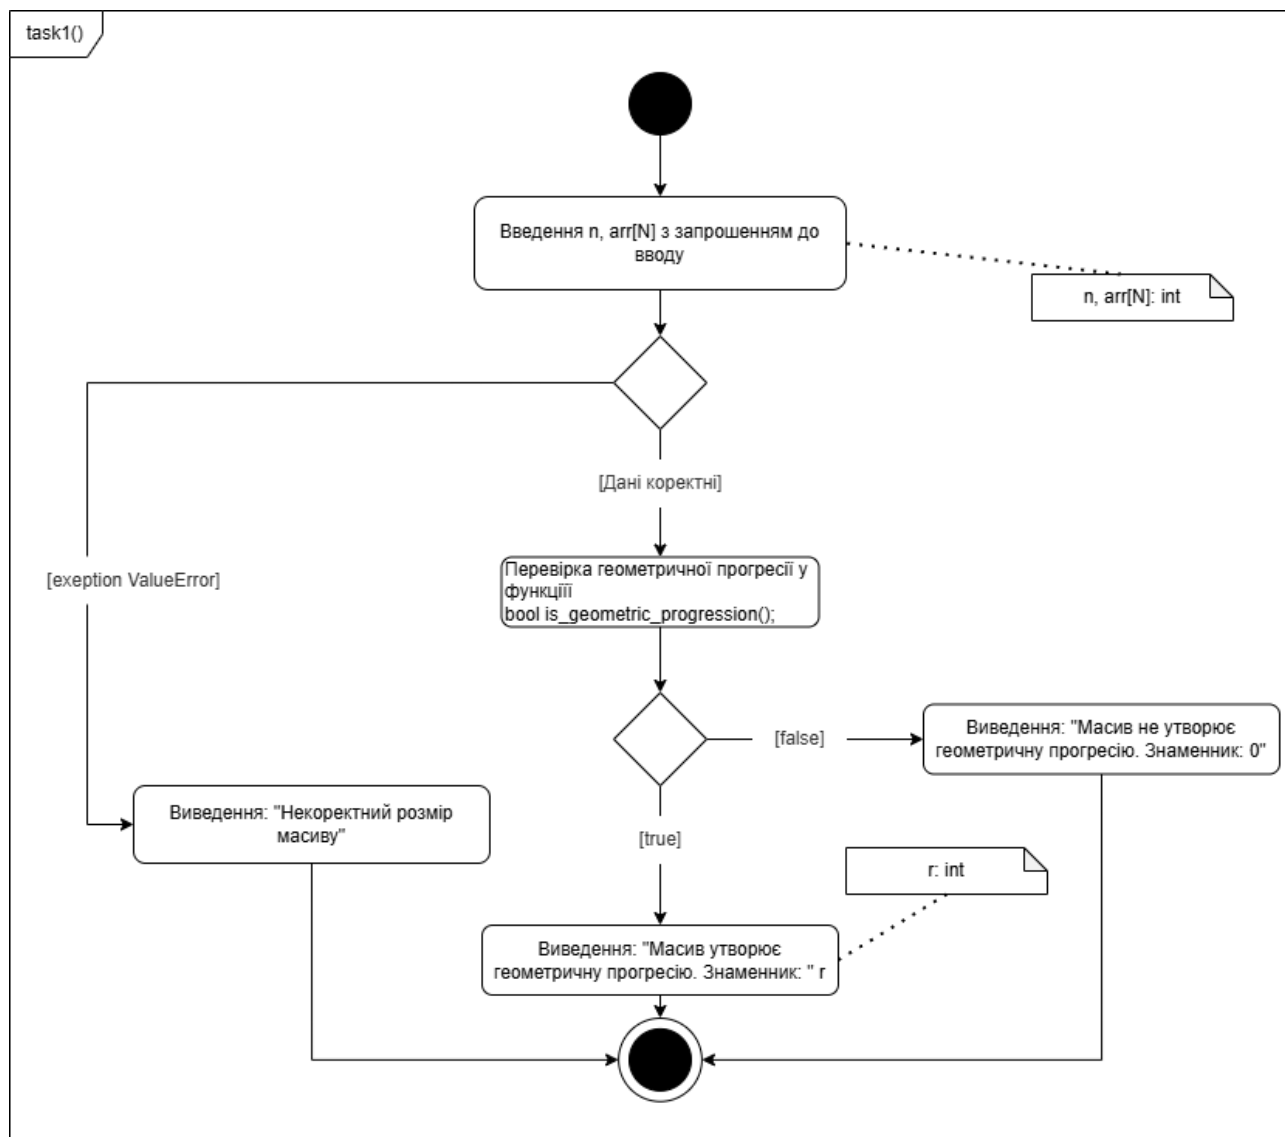 task1()
Введення n, arr[N] з запрошенням до
вводу
n, arr[N]: int
[Дані коректні]
[exeption ValueError]
Перевірка геометричної прогресії у
функціїї
bool is_geometric_progression();
[false]
Виведення: "Масив не утворює
геометричну прогресію. Знаменник: 0"
Виведення: "Некоректний розмір
масиву"
[true]
r: int
Виведення: "Масив утворює
геометричну прогресію. Знаменник: " r